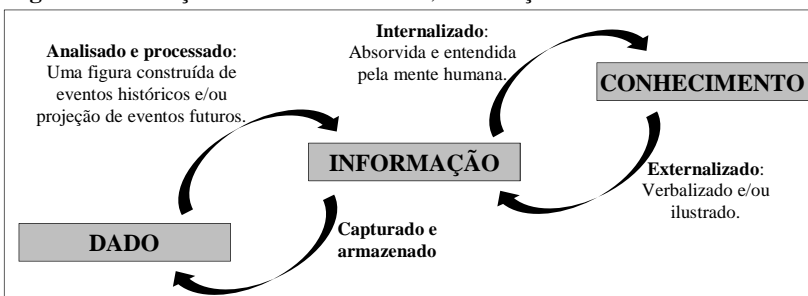 Analisado e processado:
Uma figura construída de
eventos históricos e/ou
projeção de eventos futuros.
Internalizado:
Absorvida e entendida
pela mente humana.
CONHECIMENTO
INFORMAÇÃO
Externalizado:
Verbalizado e/ou
ilustrado.
DADO
Capturado e
armazenado